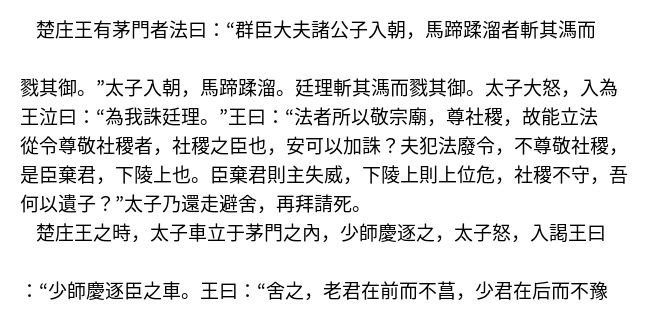 楚庄王有茅門者法曰：“群臣大夫諸公子入朝，馬蹄蹂溜者斬其馮而
戮其御。”太子入朝，馬蹄蹂溜。廷理斬其馮而戮其御。太子大怒，入為
王泣曰：“為我誅廷理。”王曰：“法者所以敬宗廟，尊社稷，故能立法
從令尊敬社稷者，社稷之臣也，安可以加誅？夫犯法廢令，不尊敬社稷，
是臣棄君，下陵上也。臣棄君則主失威，下陵上則上位危，社稷不守，吾
何以遺子？”太子乃還走避舍，再拜請死。
楚庄王之時，太子車立于茅門之內，少師慶逐之，太子怒，入謁王曰
：“少師慶逐臣之車。王曰：“舍之，老君在前而不菖，少君在后而不豫